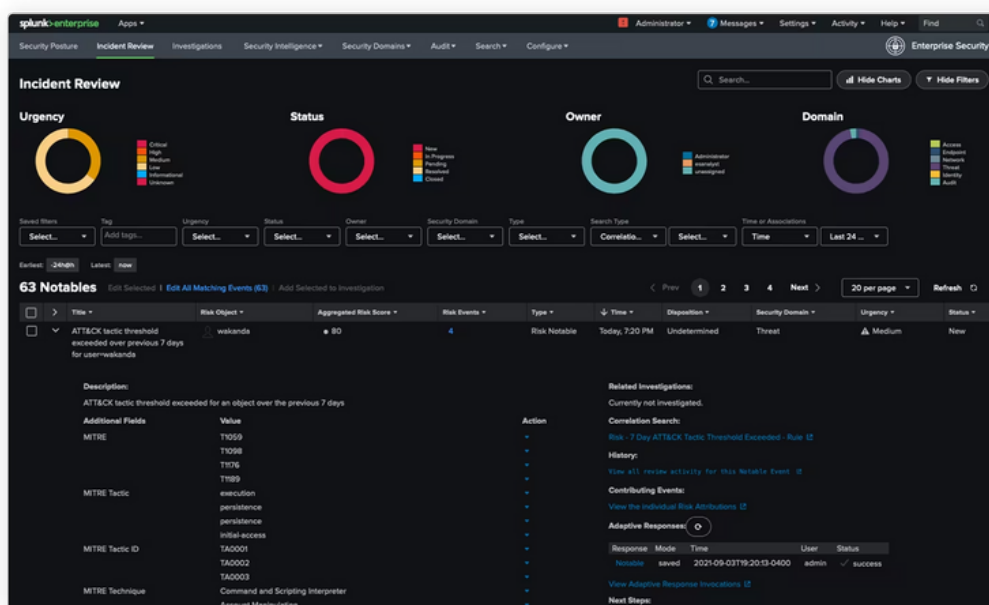 splunk>enterprise Apps
! Administrator 7 Messages Settings Activity Help Find
Security Posture Incident Review Investigations Security Intelligence Security Domains Audit Search Configure Enterprise Security
Incident Review
Search... Hide Charts Hide Filters
Urgency
Critical
High
Medium
Low
Informational
Unknown
Status
New
In Progress
Pending
Resolved
Closed
Owner
Administrator
esanalyst
unassigned
Domain
Access
Endpoint
Network
Threat
Identity
Audit
Saved filters Tag Urgency Status Owner Security Domain Type Search Type Time or Associations
Select... Add tags... Select... Select... Select... Select... Select... Correlatio... Select... Time Last 24 ...
Earliest: -24h@h Latest: now
63 Notables Edit Selected | Edit All Matching Events (63) | Add Selected to Investigation
< Prev 1 2 3 4 Next > 20 per page Refresh
Title Risk Object Aggregated Risk Score Risk Events Type Time Disposition Security Domain Urgency Status
ATT&CK tactic threshold wakanda 80 4 Risk Notable Today, 7:20 PM Undetermined Threat Medium New
exceeded over previous 7 days
for user=wakanda
Description:
ATT&CK tactic threshold exceeded for an object over the previous 7 days
Additional Fields Value Action
MITRE T1059
T1098
T1176
T1189
MITRE Tactic execution
persistence
persistence
initial-access
MITRE Tactic ID TA0001
TA0002
TA0003
MITRE Technique Command and Scripting Interpreter
Account Manipulation
Related Investigations:
Currently not investigated.
Correlation Search:
Risk - 7 Day ATT&CK Tactic Threshold Exceeded - Rule
History:
View all review activity for this Notable Event
Contributing Events:
View the individual Risk Attributions
Adaptive Responses:
Response Mode Time User Status
Notable saved 2021-09-03T19:20:13-0400 admin success
View Adaptive Response Invocations
Next Steps: